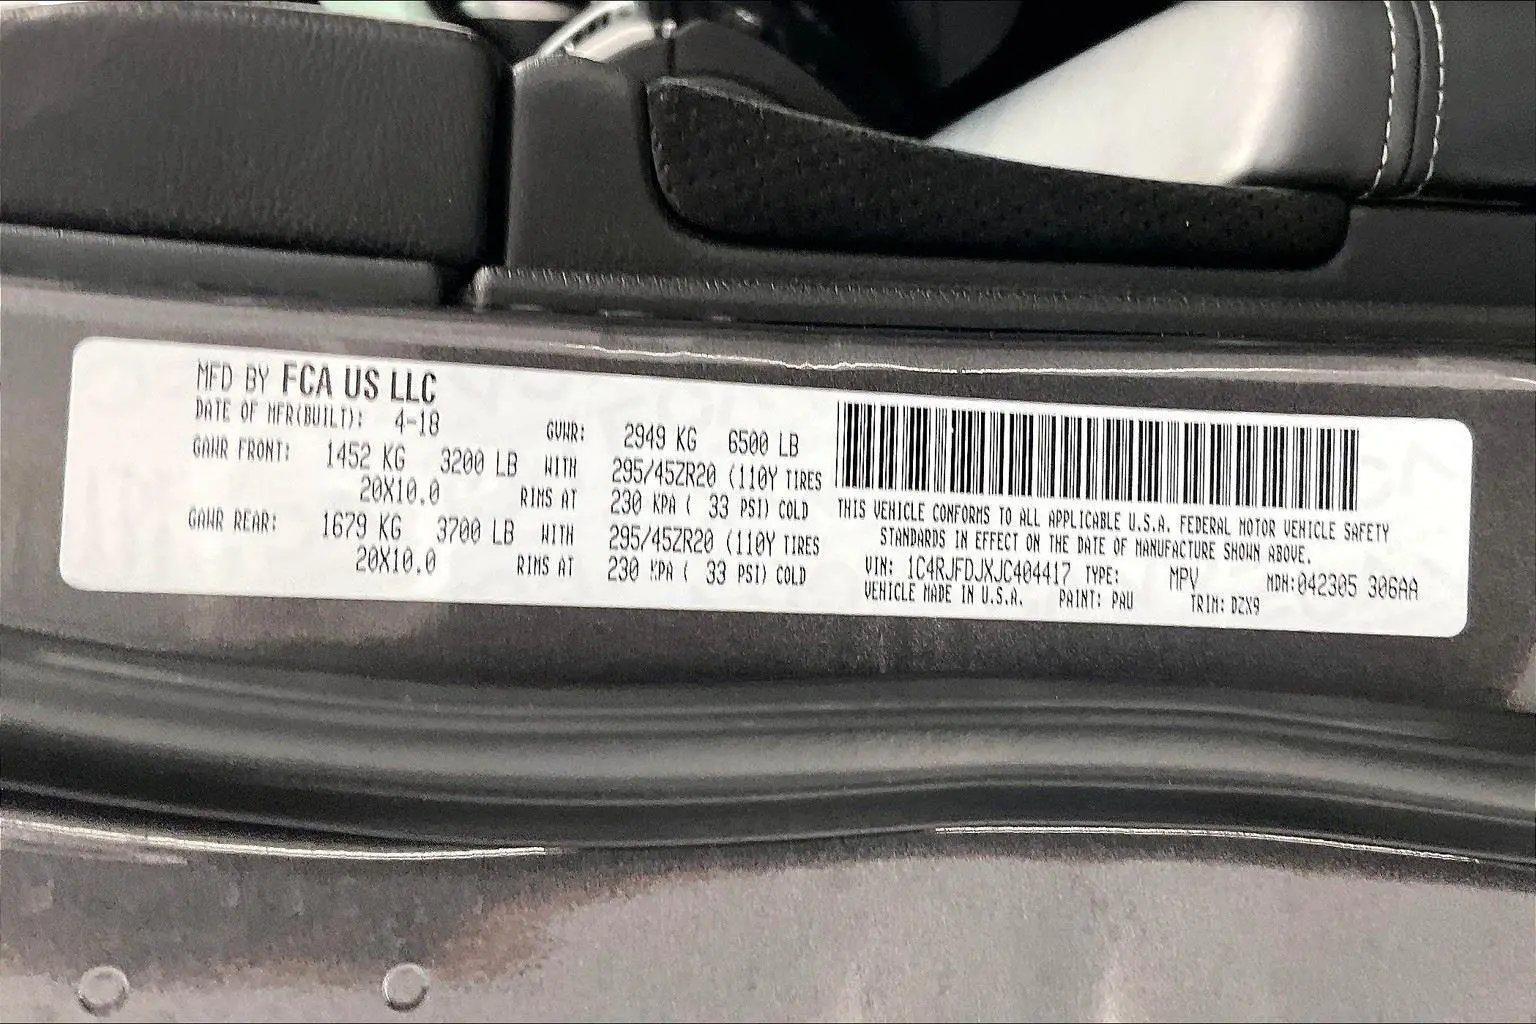 MFD BY FCA US LLC
DATE OF MFR(BUILT): 4-18 GVWR: 2949 KG 6500 LB
GAWR FRONT: 1452 KG 3200 LB WITH 295/45ZR20 (110Y TIRES
20X10.0 RIMS AT 230 KPA ( 33 PSI) COLD
GAWR REAR: 1679 KG 3700 LB WITH 295/45ZR20 (110Y TIRES
20X10.0 RIMS AT 230 KPA ( 33 PSI) COLD
THIS VEHICLE CONFORMS TO ALL APPLICABLE U.S.A. FEDERAL MOTOR VEHICLE SAFETY
STANDARDS IN EFFECT ON THE DATE OF MANUFACTURE SHOWN ABOVE.
VIN: 1C4RJFDJXJC404417 TYPE: MPV MDH:042305 306AA
VEHICLE MADE IN U.S.A. PAINT: PAU TRIM: DZX9